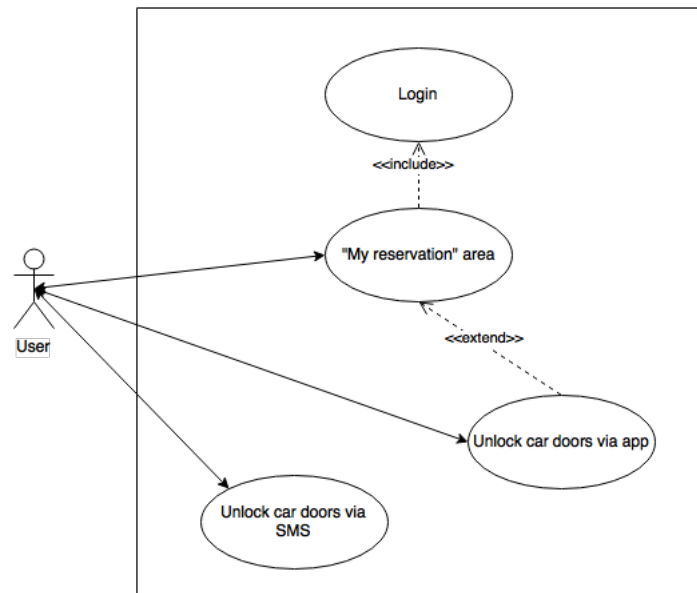 Login
<<include>>
"My reservation" area
User
<<extend>>
Unlock car doors via app
Unlock car doors via
SMS